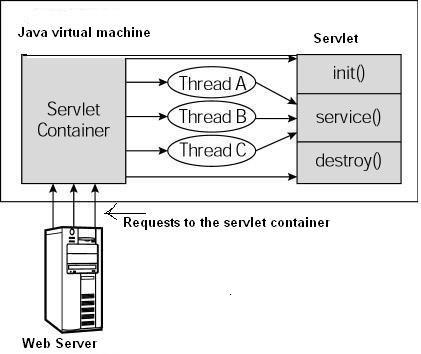 Java virtual machine
Servlet
Servlet
Container
Thread A
Thread B
Thread C
init()
service()
destroy()
Requests to the servlet container
Web Server